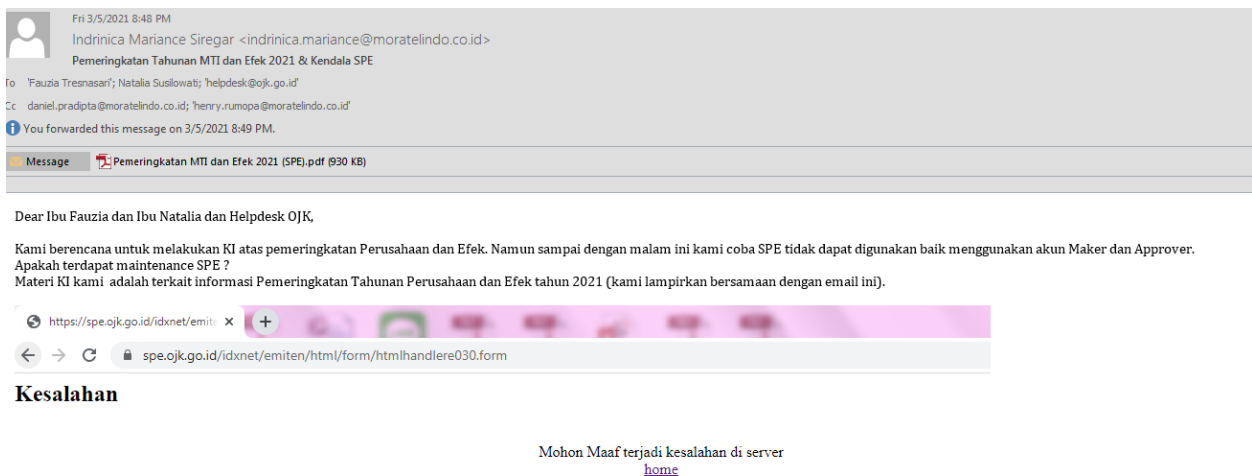 Fri 3/5/2021 8:48 PM
Indrinica Mariance Siregar <indrinica.mariance@moratelindo.co.id>
Pemeringkatan Tahunan MTI dan Efek 2021 & Kendala SPE
To 'Fauzia Tresnasari'; Natalia Susilowati; 'helpdesk@ojk.go.id'
Cc daniel.pradipta@moratelindo.co.id; 'henry.rumopa@moratelindo.co.id'
You forwarded this message on 3/5/2021 8:49 PM.
Message Pemeringkatan MTI dan Efek 2021 (SPE).pdf (930 KB)
Dear Ibu Fauzia dan Ibu Natalia dan Helpdesk OJK,
Kami berencana untuk melakukan KI atas pemeringkatan Perusahaan dan Efek. Namun sampai dengan malam ini kami coba SPE tidak dapat digunakan baik menggunakan akun Maker dan Approver.
Apakah terdapat maintenance SPE ?
Materi KI kami adalah terkait informasi Pemeringkatan Tahunan Perusahaan dan Efek tahun 2021 (kami lampirkan bersamaan dengan email ini).
https://spe.ojk.go.id/idxnet/emite
spe.ojk.go.id/idxnet/emiten/html/form/htmlhandlere030.form
Kesalahan
Mohon Maaf terjadi kesalahan di server
home